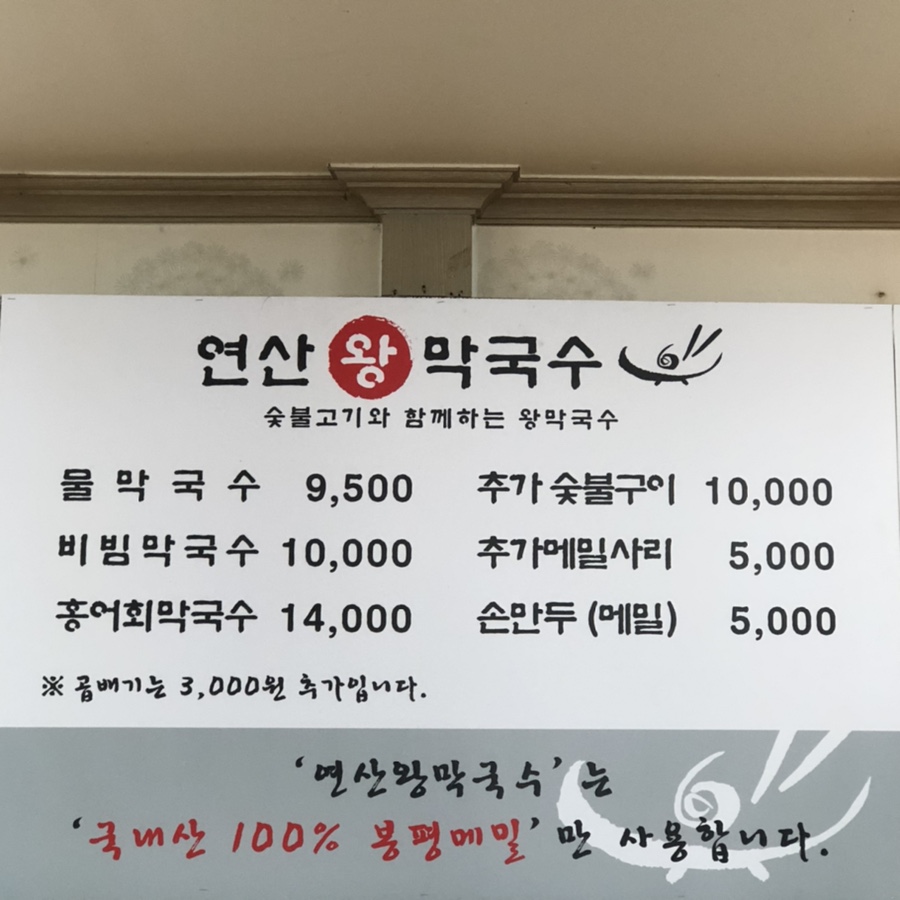 연산왕막국수
숯불고기와 함께하는 왕막국수
물막국수 9,500 추가 숯불구이 10,000
비빔막국수 10,000 추가메밀사리 5,000
홍어회막국수 14,000 손만두 (메밀) 5,000
※ 곱배기는 3,000원 추가입니다.
‘연산왕막국수’는
‘국내산 100% 봉평메밀’만 사용합니다.